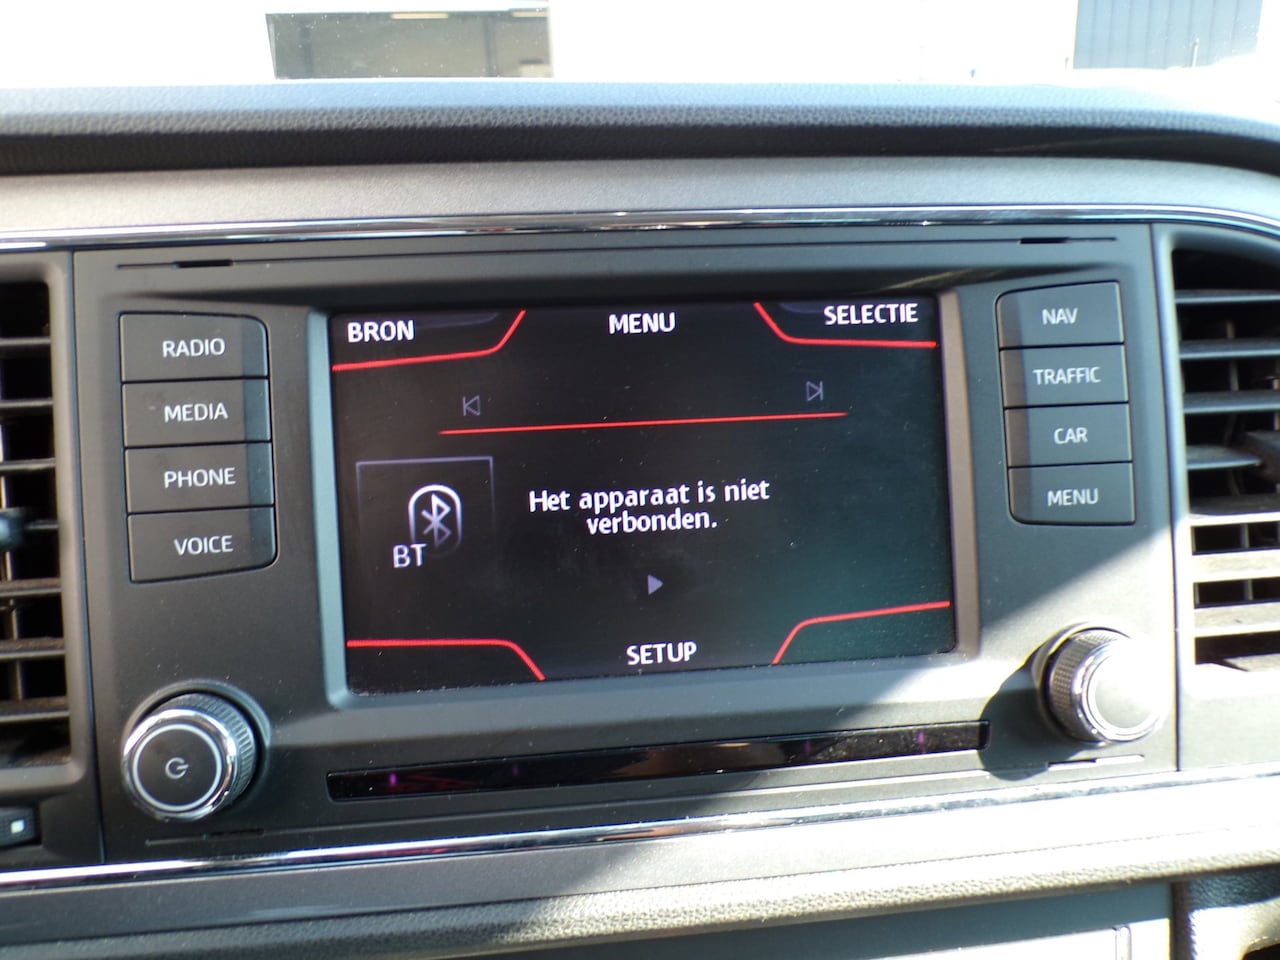 RADIO
MEDIA
PHONE
VOICE
BRON
MENU
SELECTIE
Het apparaat is niet
verbonden.
BT
SETUP
NAV
TRAFFIC
CAR
MENU